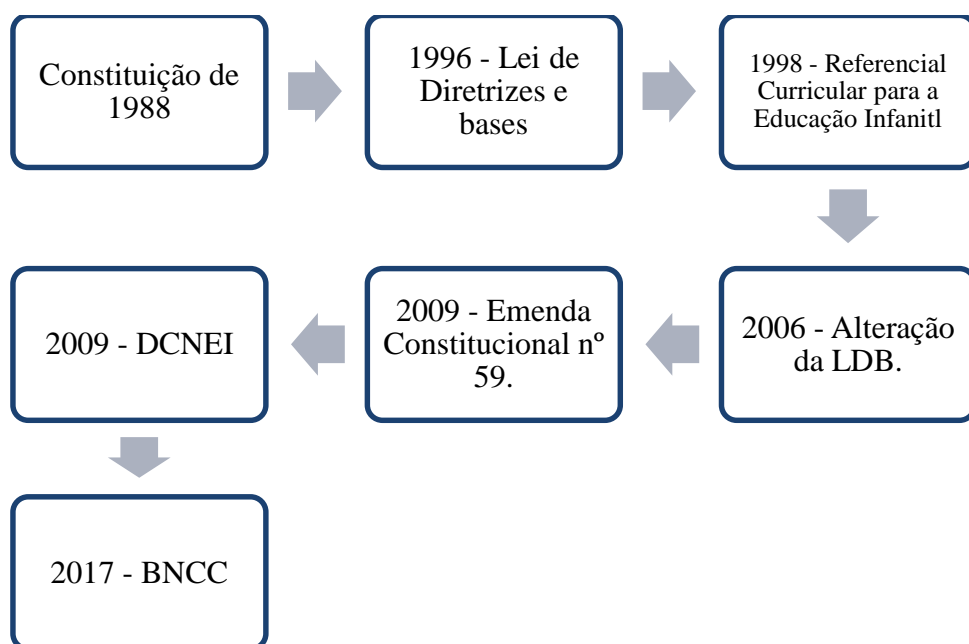 Constituição de
1988
1996 - Lei de
Diretrizes e
bases
1998 - Referencial
Curricular para a
Educação Infanitl
2006 - Alteração
da LDB.
2009 - Emenda
Constitucional nº
59.
2009 - DCNEI
2017 - BNCC